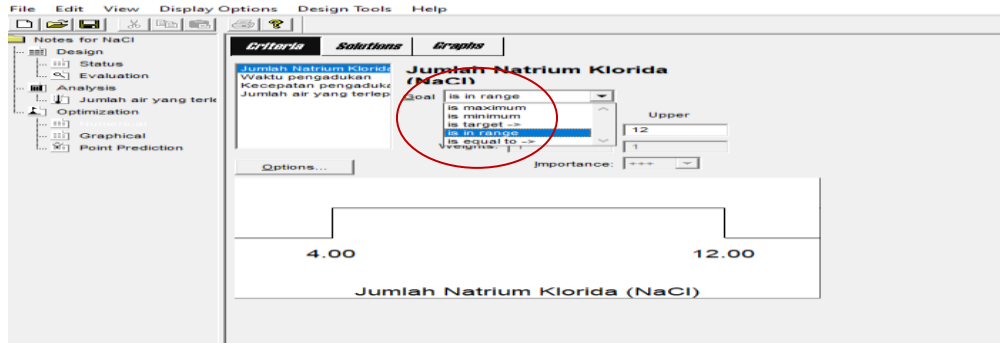 File Edit View Display Options Design Tools Help
Notes for NaCl
Design
Status
Evaluation
Analysis
Jumlah air yang terle
Optimization
Graphical
Point Prediction
Criteria Solutions Graphs
Jumlah Natrium Klorida
Waktu pengadukan
Kecepatan pengaduka
Jumlah air yang terlep
Options...
Jumlah Natrium Klorida
(NaCl)
Goal is in range
is maximum
is minimum
is target ->
is in range
is equal to ->
Upper
12
Weights: 1 1
Importance: +++
4.00 12.00
Jumlah Natrium Klorida (NaCl)